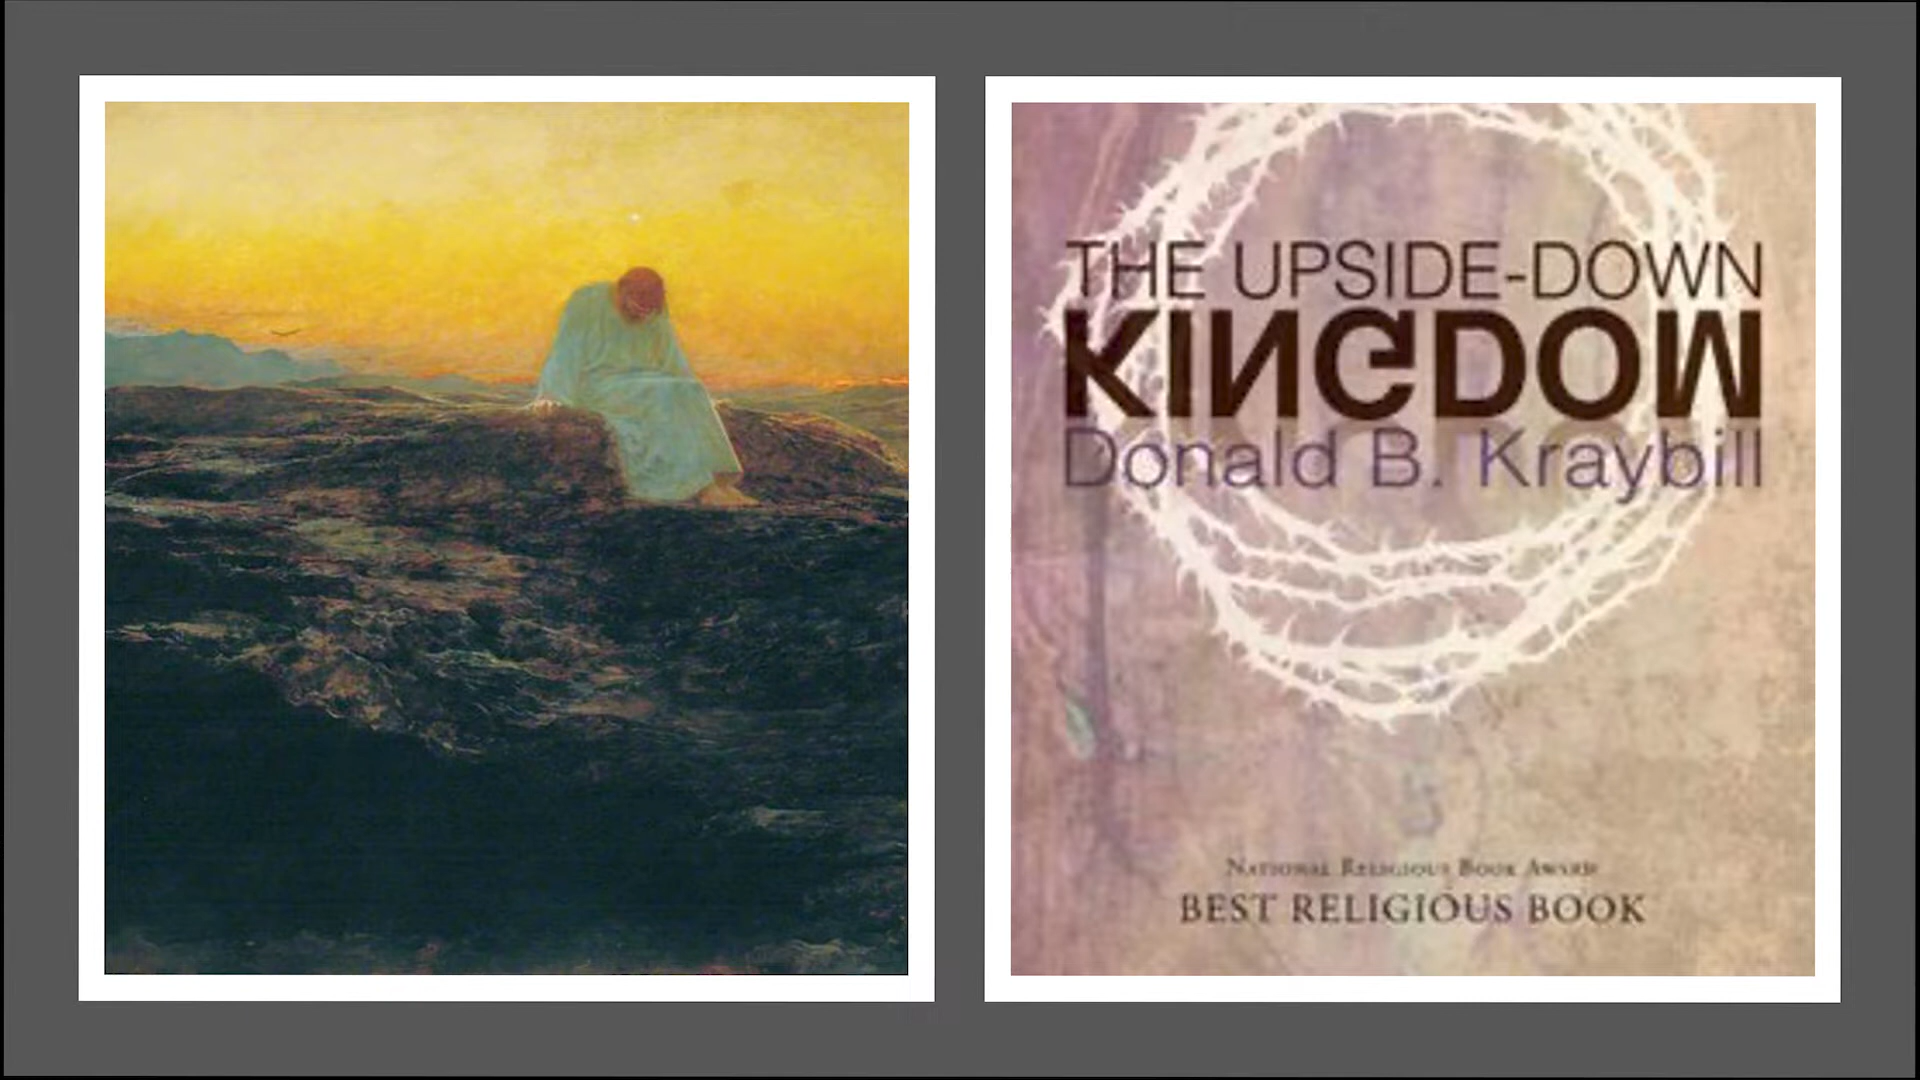 THE UPSIDE-DOWN
KINGDOM
Donald B. Kraybill
National Religious Book Award
BEST RELIGIOUS BOOK